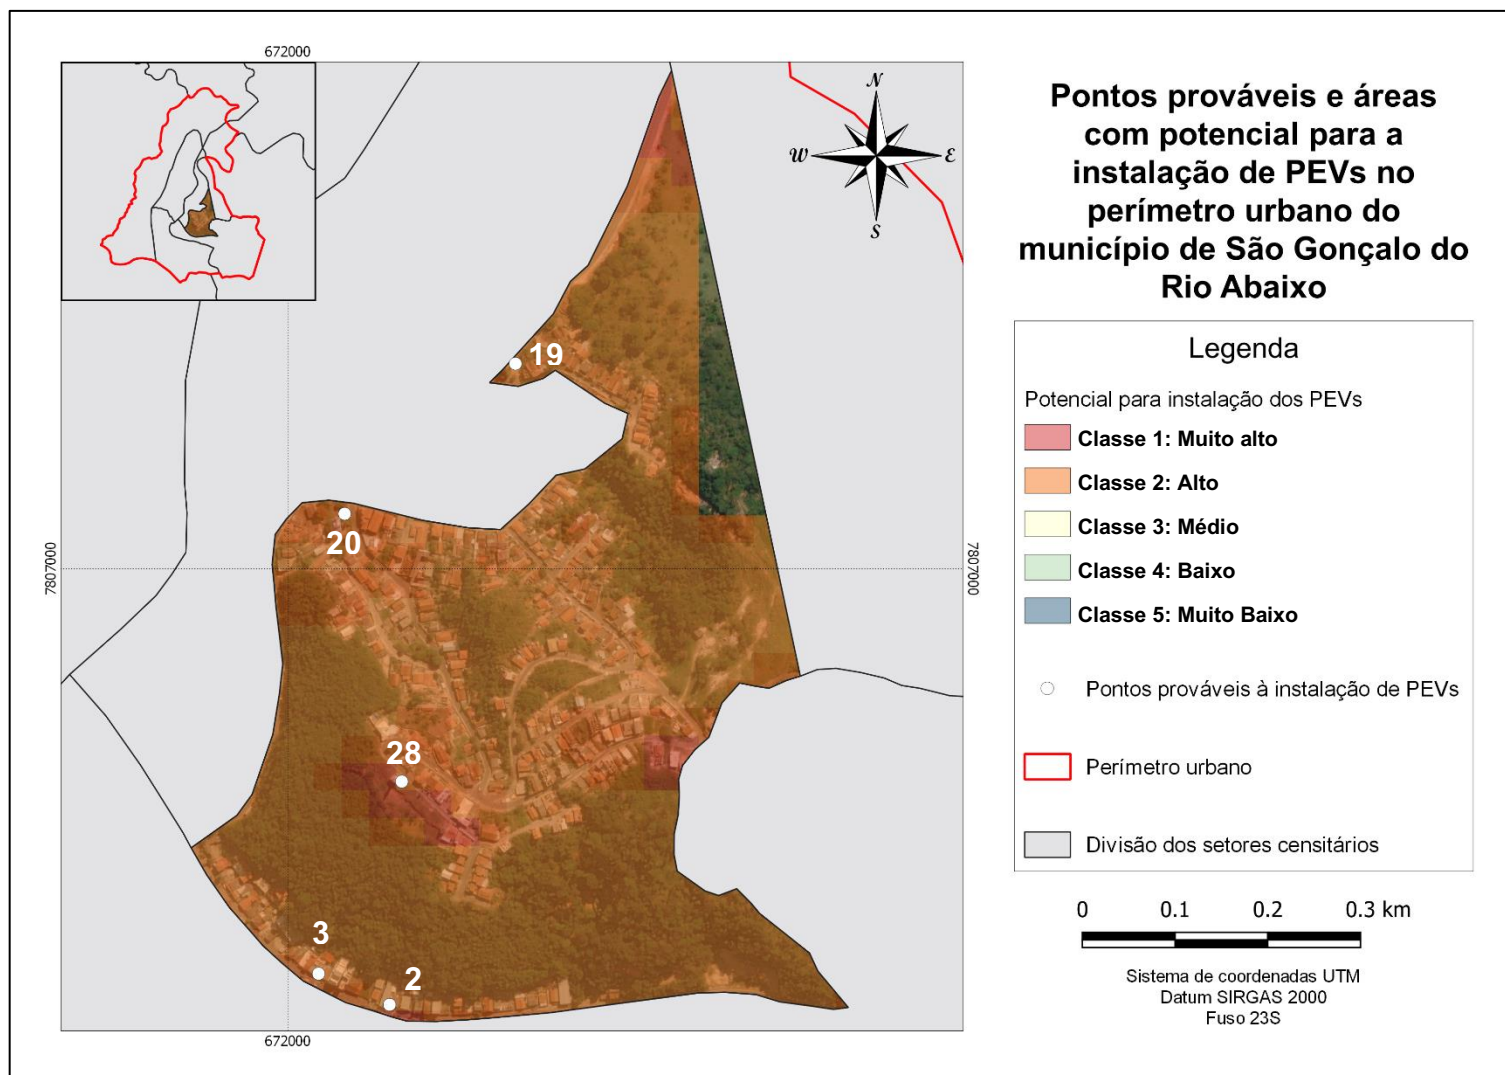 Pontos prováveis e áreas
com potencial para a
instalação de PEVs no
perímetro urbano do
município de São Gonçalo do
Rio Abaixo
672000
N
W
E
S
19
20
7807000
7807000
28
3
2
672000
Legenda
Potencial para instalação dos PEVs
Classe 1: Muito alto
Classe 2: Alto
Classe 3: Médio
Classe 4: Baixo
Classe 5: Muito Baixo
Pontos prováveis à instalação de PEVs
Perímetro urbano
Divisão dos setores censitários
0 0.1 0.2 0.3 km
Sistema de coordenadas UTM
Datum SIRGAS 2000
Fuso 23S